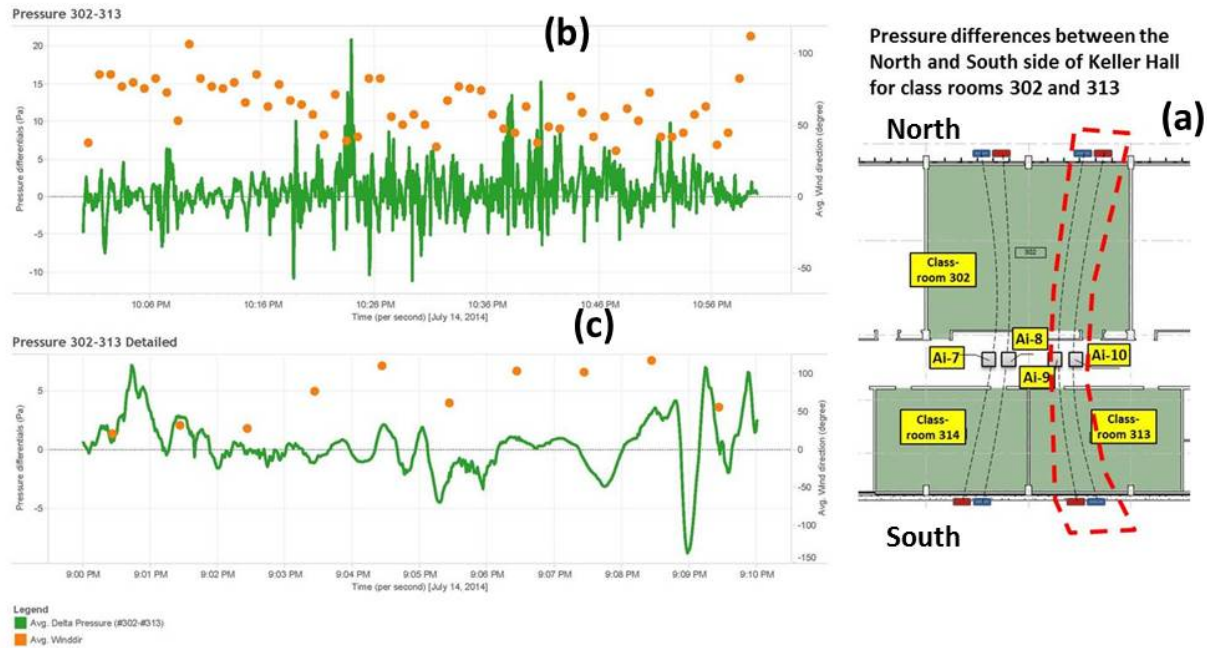 Pressure 302-313
(b)
20
15
10
5
0
-5
-10
Pressure differentials (Pa)
100
50
0
-50
Avg. Wind direction (degree)
10:06 PM
10:16 PM
10:26 PM
10:36 PM
10:46 PM
10:56 PM
Time (per second) [July 14, 2014]
Pressure 302-313 Detailed
(c)
5
0
-5
Pressure differentials (Pa)
100
50
0
-50
-100
-150
Avg. Wind direction (degree)
9:00 PM
9:01 PM
9:02 PM
9:03 PM
9:04 PM
9:05 PM
9:06 PM
9:07 PM
9:08 PM
9:09 PM
9:10 PM
Time (per second) [July 14, 2014]
Legend
Avg. Delta Pressure (#302-#313)
Avg. Winddir
Pressure differences between the
North and South side of Keller Hall
for class rooms 302 and 313
(a)
North
302
Class-
room 302
Ai-7
Ai-8
Ai-9
Ai-10
Class-
room 314
Class-
room 313
South